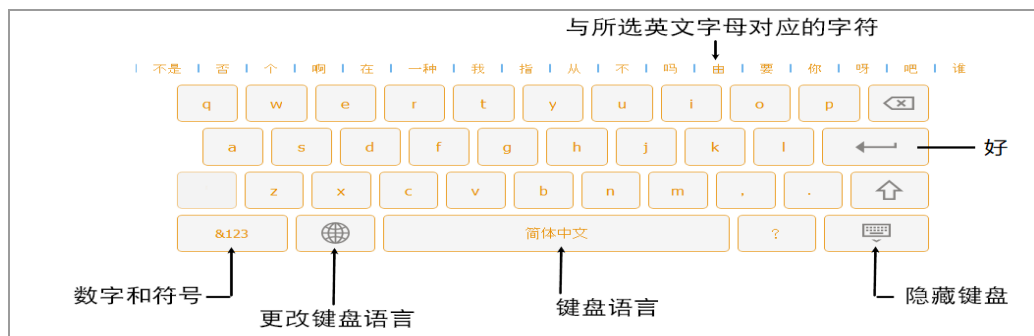 与所选英文字母对应的字符
不是 否 个 啊 在 一种 我 指 从 不 吗 由 要 你 呀 吧 谁
q w e r t y u i o p
a s d f g h j k l 好
z x c v b n m , .
&123 简体中文 ?
数字和符号 更改键盘语言 键盘语言 隐藏键盘